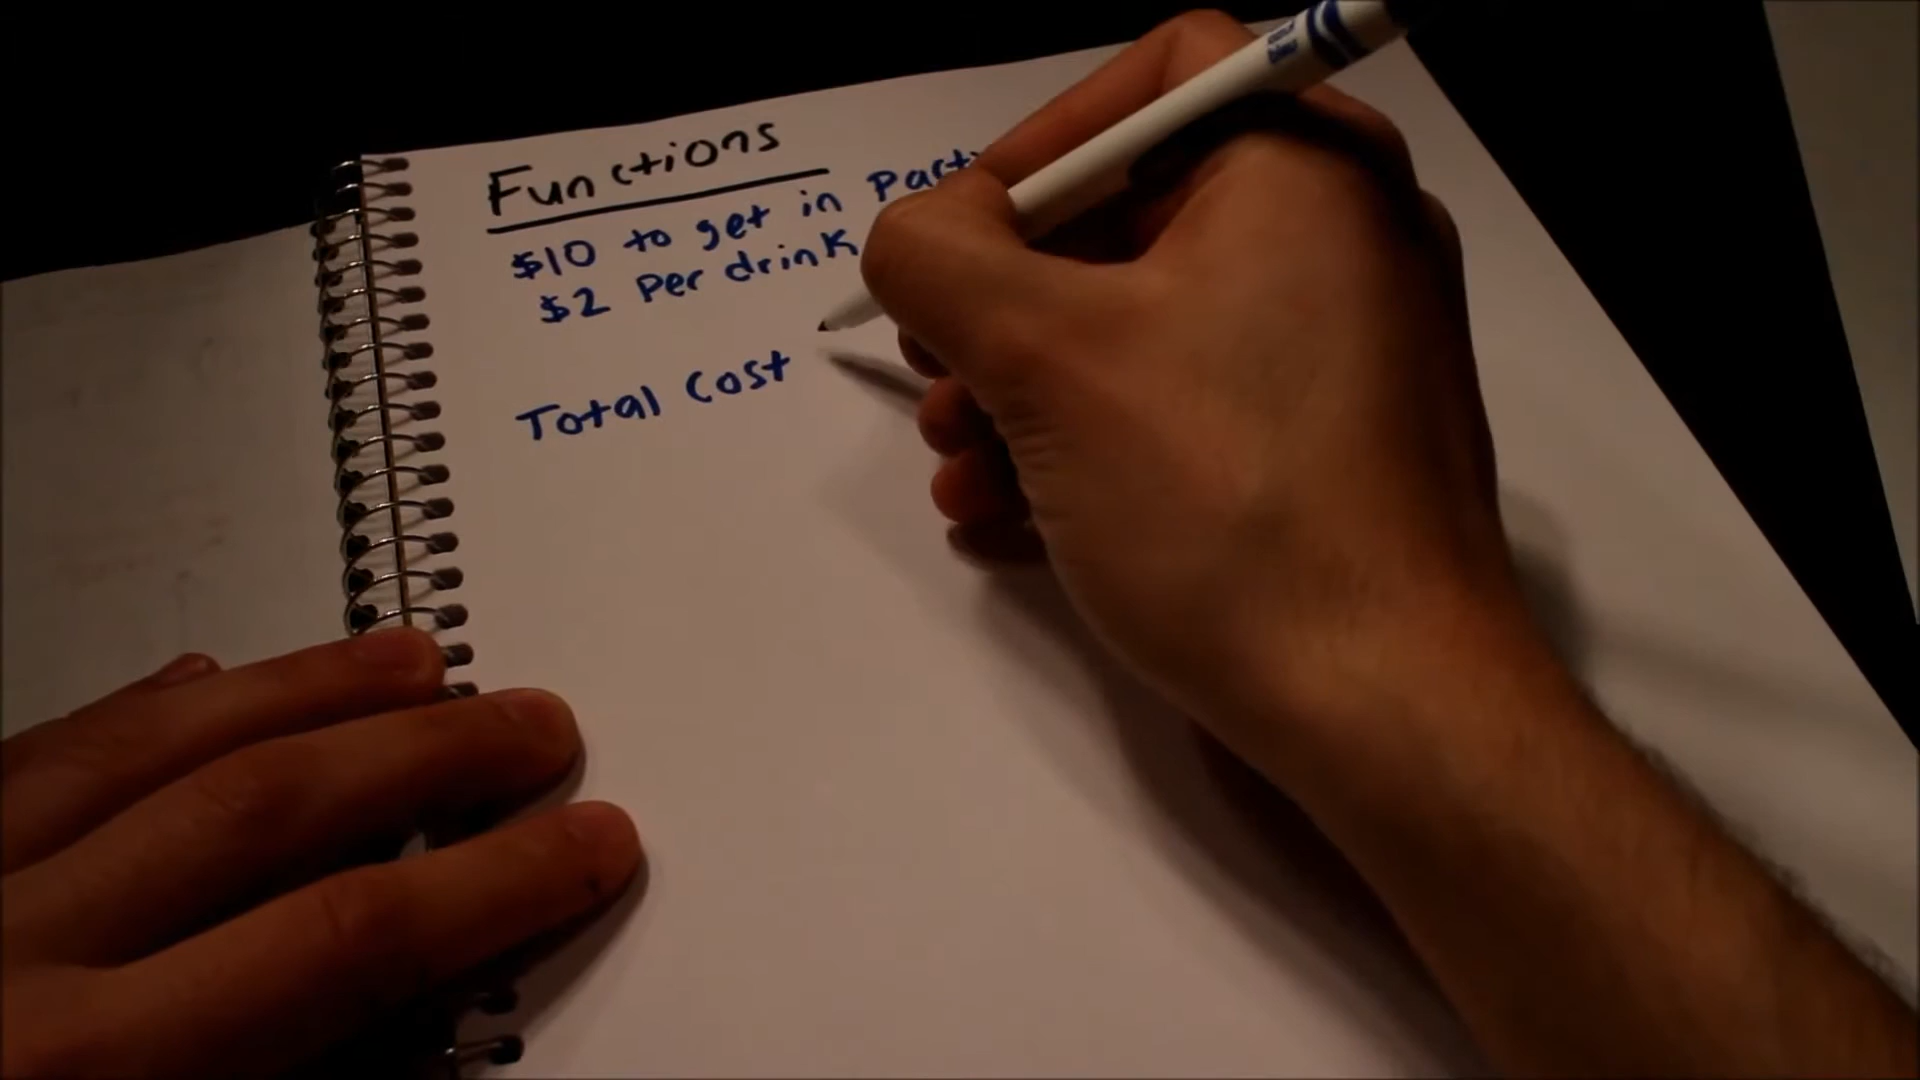 Functions
$10 to get in
$2 per drink
Total Cost